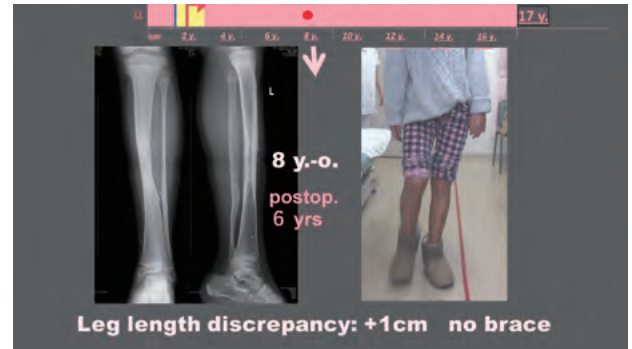 17 y.
2 y. 4 y. 6 y. 8 y. 10 y. 12 y. 14 y. 16 y.
L
8 y.-o.
postop.
6 yrs
Leg length discrepancy: +1cm no brace